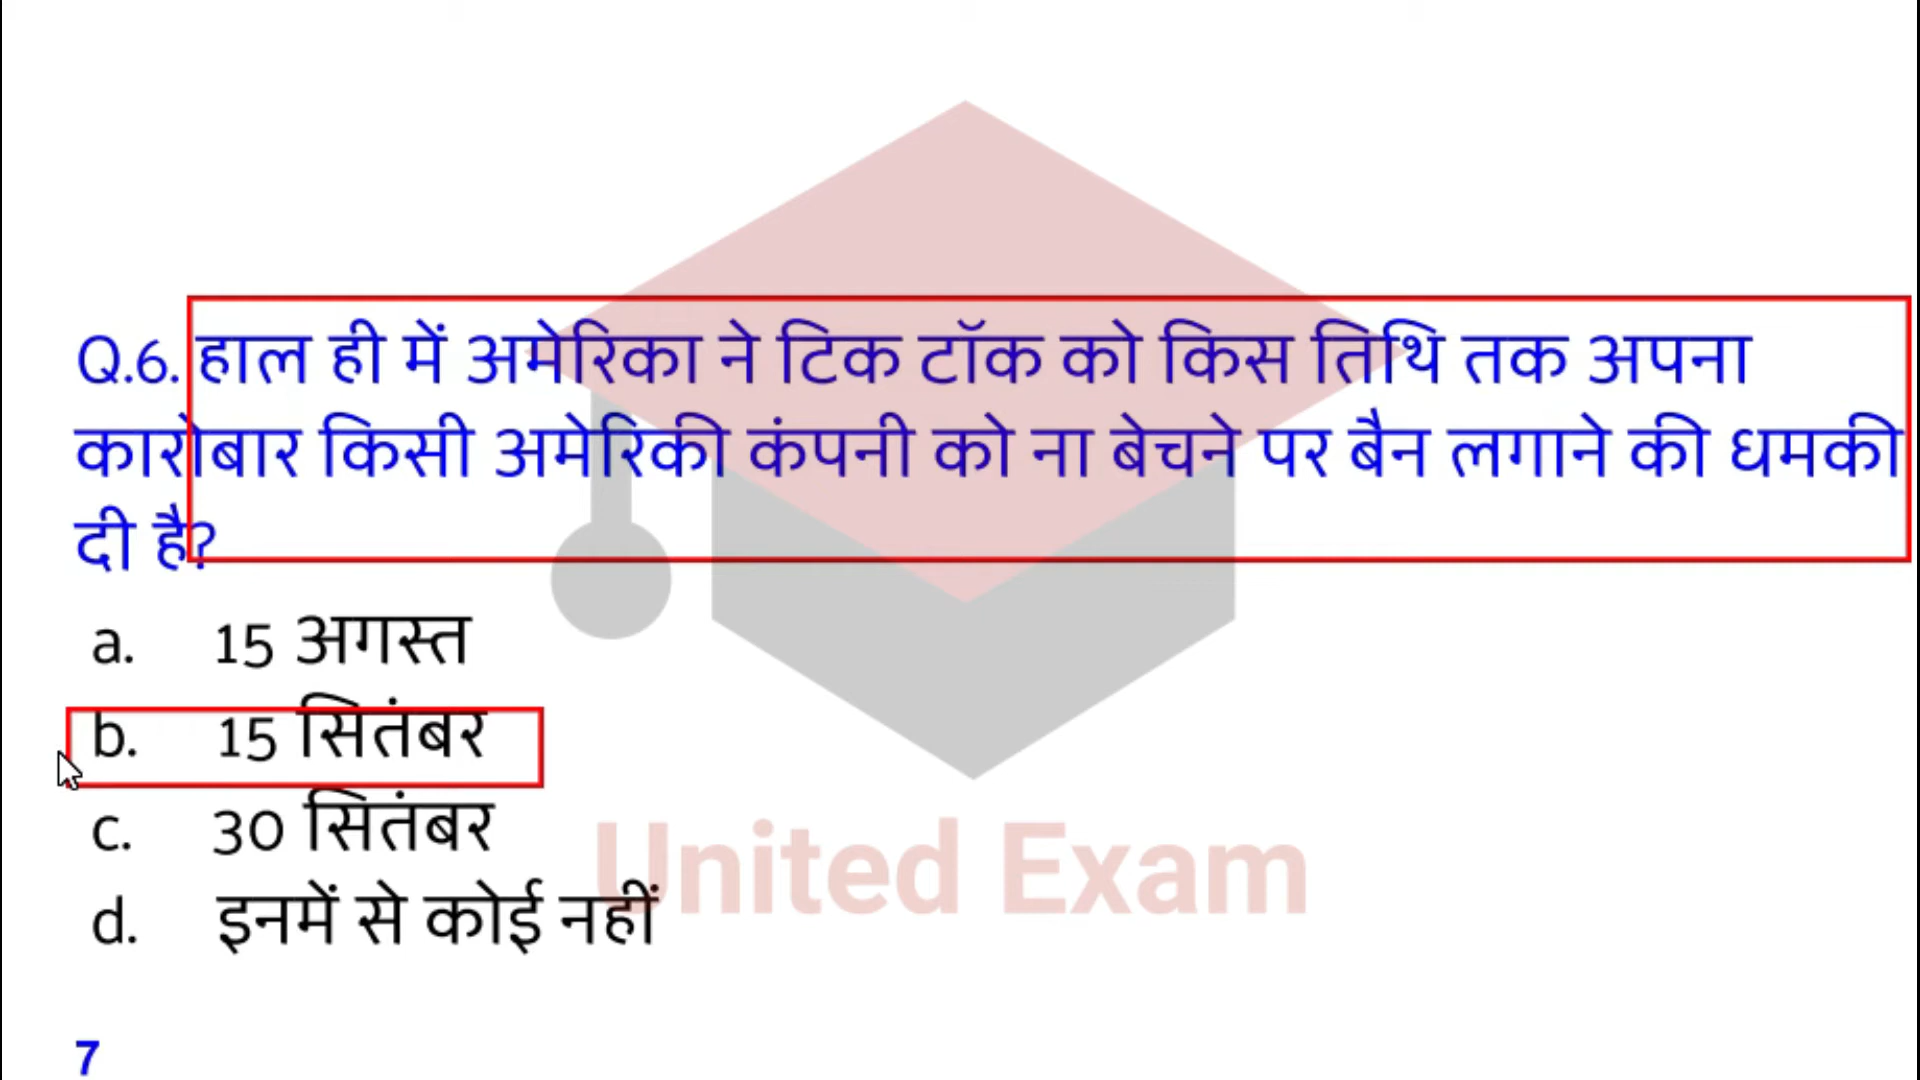 Q.6. हाल ही में अमेरिका ने टिक टॉक को किस तिथि तक अपना
कारोबार किसी अमेरिकी कंपनी को ना बेचने पर बैन लगाने की धमकी
दी है?
a. 15 अगस्त
b. 15 सितंबर
c. 30 सितंबर
d. इनमें से कोई नहीं
United Exam
7